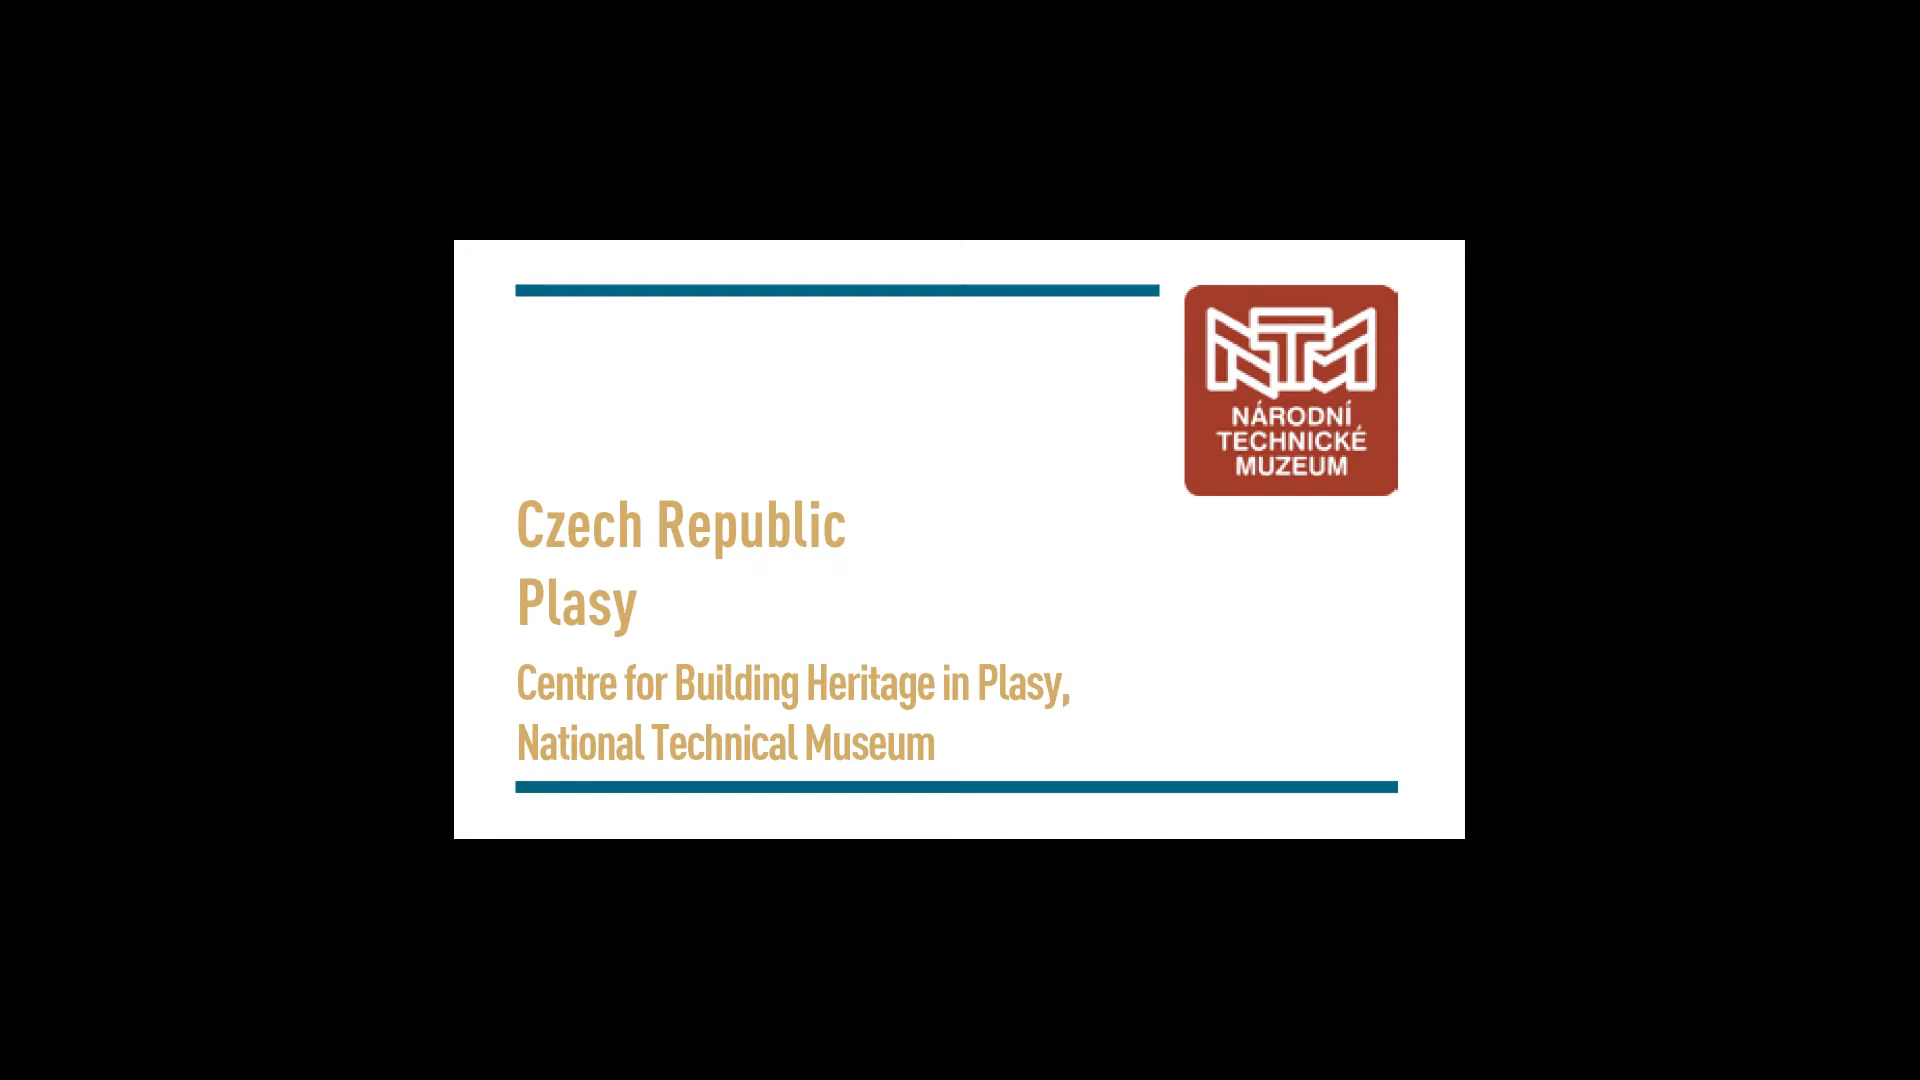 NTM
NÁRODNÍ
TECHNICKÉ
MUZEUM
Czech Republic
Plasy
Centre for Building Heritage in Plasy,
National Technical Museum